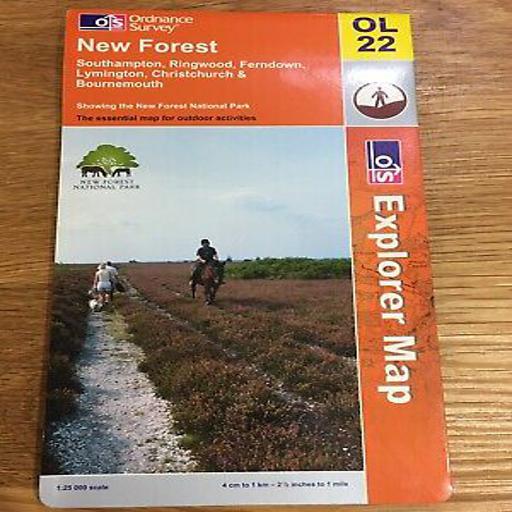 OS Ordnance
Survey
New Forest
Southampton, Ringwood, Ferndown,
Lymington, Christchurch &
Bournemouth
Showing the New Forest National Park
The essential map for outdoor activities
OL
22
NEW FOREST
NATIONAL PARK
OS
Explorer Map
1:25 000 scale
4 cm to 1 km – 2½ inches to 1 mile